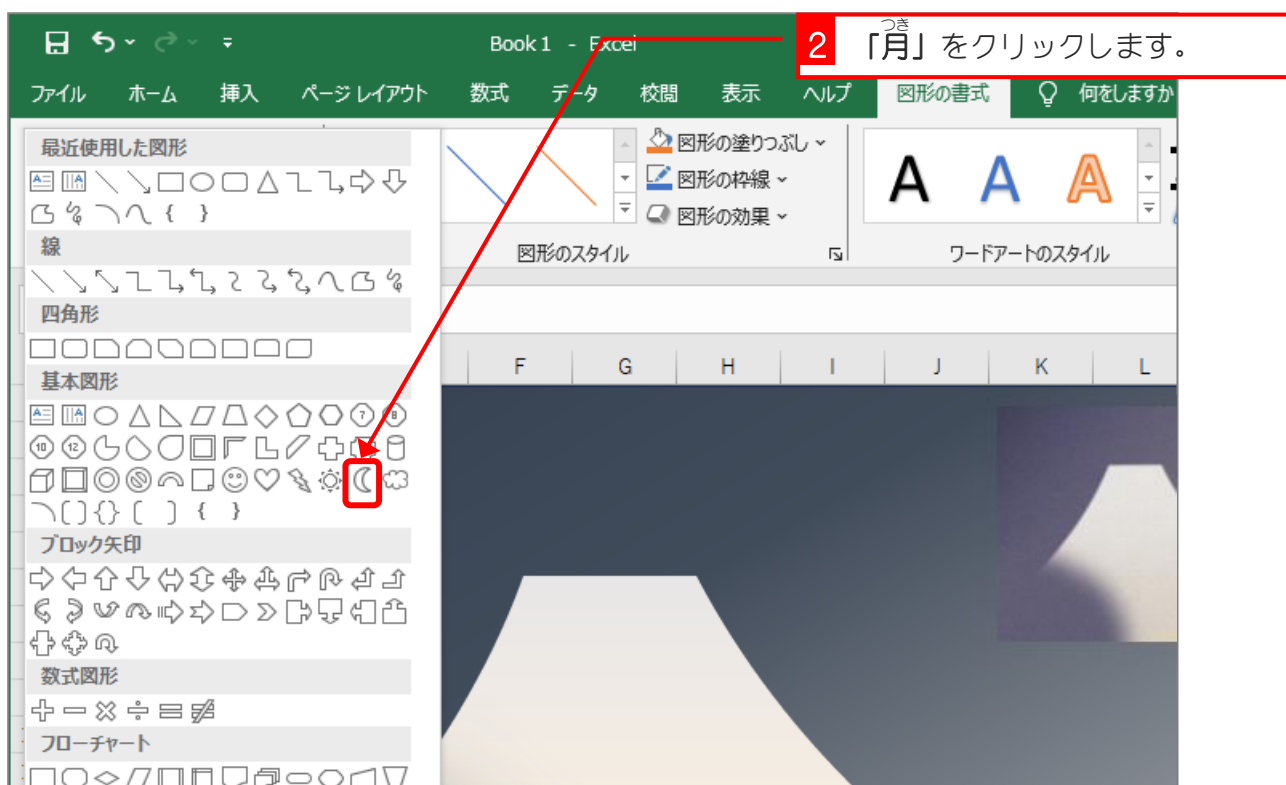 Book 1 - Excel
2 「月」をクリックします。
つき
ファイル ホーム 挿入 ページ レイアウト 数式 データ 校閲 表示 ヘルプ 図形の書式 何をしますか
最近使用した図形
線
四角形
基本図形
7 8
10 12
ブロック矢印
数式図形
フローチャート
図形の塗りつぶし
図形の枠線
図形の効果
図形のスタイル
A A A
ワードアートのスタイル
F G H I J K L